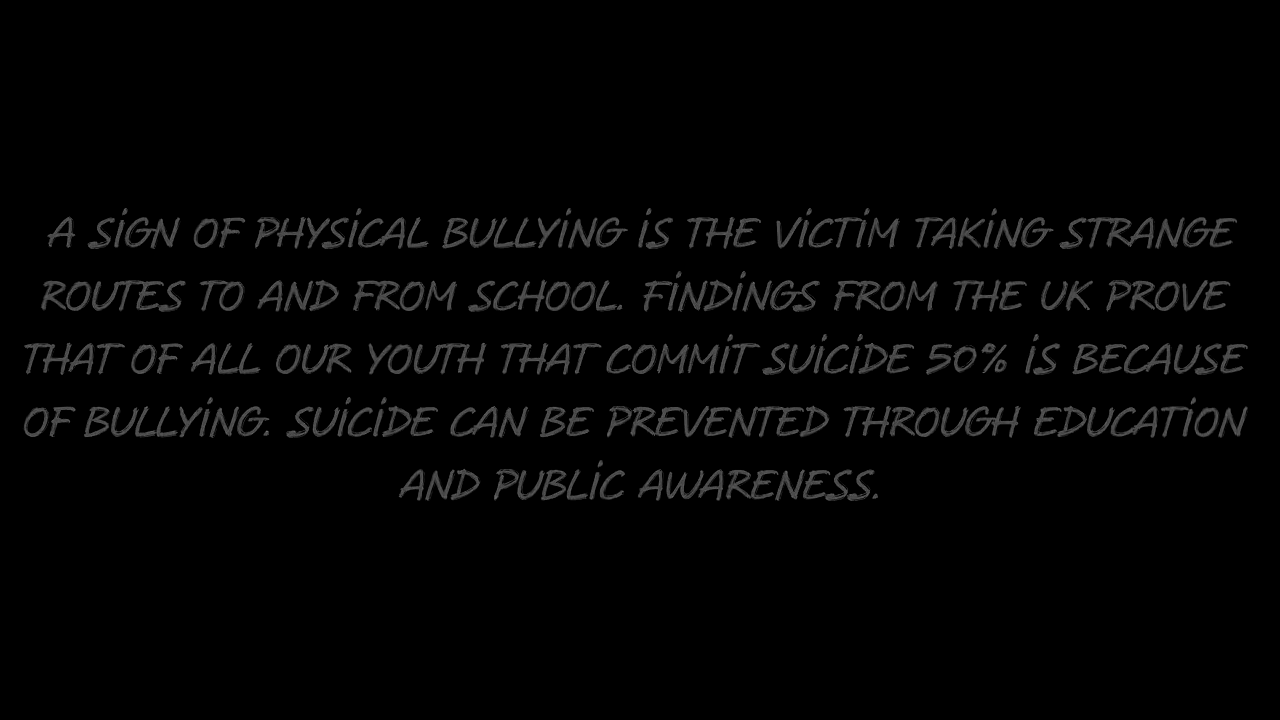 A SIGN OF PHYSICAL BULLYING IS THE VICTIM TAKING STRANGE
ROUTES TO AND FROM SCHOOL. FINDINGS FROM THE UK PROVE
THAT OF ALL OUR YOUTH THAT COMMIT SUICIDE 50% IS BECAUSE
OF BULLYING. SUICIDE CAN BE PREVENTED THROUGH EDUCATION
AND PUBLIC AWARENESS.